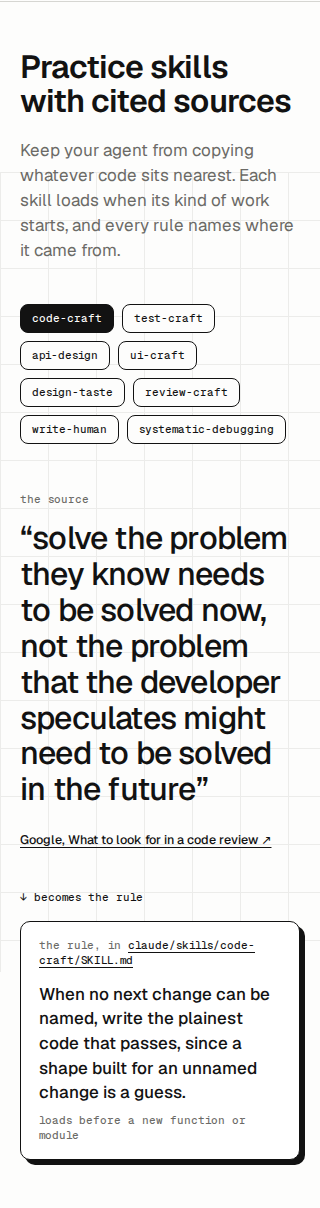 Practice skills
with cited sources
Keep your agent from copying
whatever code sits nearest. Each
skill loads when its kind of work
starts, and every rule names where
it came from.
code-craft
test-craft
api-design
ui-craft
design-taste
review-craft
write-human
systematic-debugging
the source
“solve the problem
they know needs
to be solved now,
not the problem
that the developer
speculates might
need to be solved
in the future”
Google, What to look for in a code review ↗
↓ becomes the rule
the rule, in claude/skills/code-
craft/SKILL.md
When no next change can be
named, write the plainest
code that passes, since a
shape built for an unnamed
change is a guess.
loads before a new function or
module